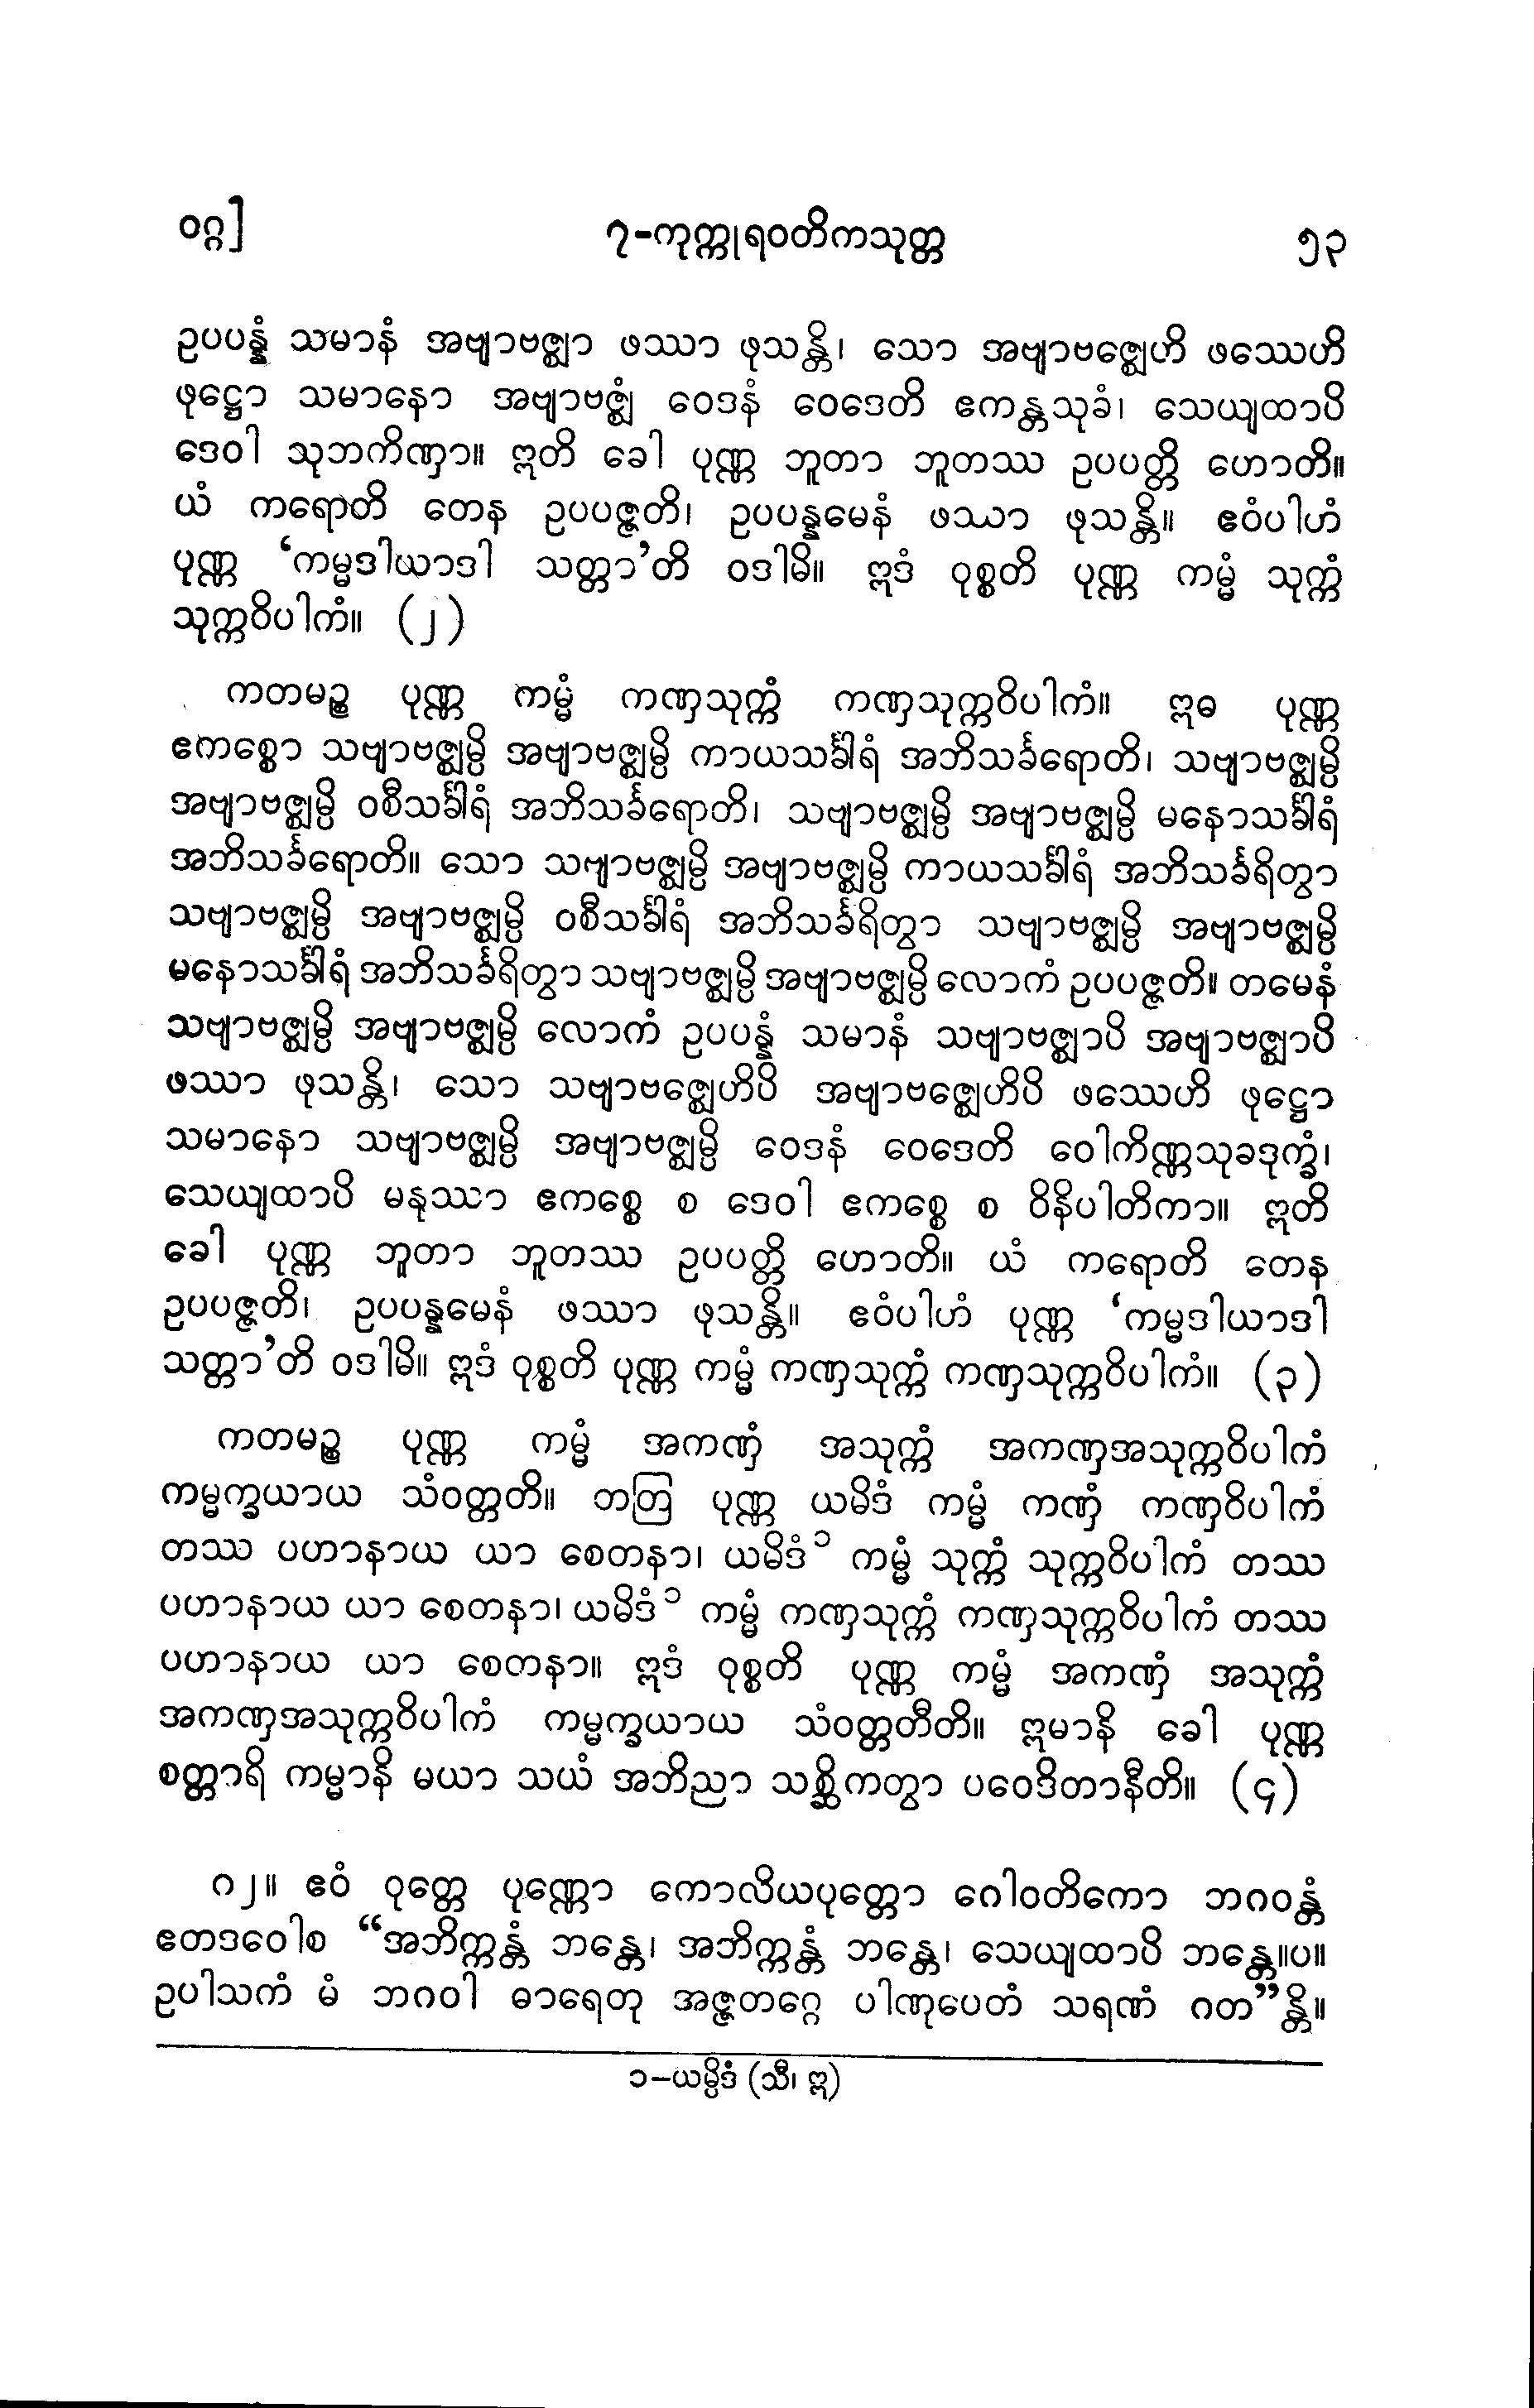 ဝဂ္ဂ]
၇-ကုက္ကုရဝတိကသုတ္တ
၅၃
ဥပပန္နံ သမာနံ အဗျာဗဇ္ဈာ ဖဿာ ဖုသန္တိ၊ သော အဗျာဗဇ္ဈေဟိ ဖဿေဟိ
ဖုဋ္ဌော သမာနော အဗျာဗဇ္ဈံ ဝေဒနံ ဝေဒေတိ ဧကန္တသုခံ၊ သေယျထာပိ
ဒေဝါ သုဘကိဏှာ။ ဣတိ ခေါ ပုဏ္ဏ ဘူတာ ဘူတဿ ဥပပတ္တိ ဟောတိ။
ယံ ကရောတိ တေန ဥပပဇ္ဇတိ၊ ဥပပန္နမေနံ ဖဿာ ဖုသန္တိ။ ဧဝံပါဟံ
ပုဏ္ဏ ‘ကမ္မဒါယာဒါ သတ္တာ’တိ ဝဒါမိ။ ဣဒံ ဝုစ္စတိ ပုဏ္ဏ ကမ္မံ သုက္ကံ
သုက္ကဝိပါကံ။ (၂)
ကတမဉ္စ ပုဏ္ဏ ကမ္မံ ကဏှသုက္ကံ ကဏှသုက္ကဝိပါကံ။ ဣဓ ပုဏ္ဏ
ဧကစ္စော သဗျာဗဇ္ဈမ္ပိ အဗျာဗဇ္ဈမ္ပိ ကာယသင်္ခါရံ အဘိသင်္ခရောတိ၊ သဗျာဗဇ္ဈမ္ပိ
အဗျာဗဇ္ဈမ္ပိ ဝစီသင်္ခါရံ အဘိသင်္ခရောတိ၊ သဗျာဗဇ္ဈမ္ပိ အဗျာဗဇ္ဈမ္ပိ မနောသင်္ခါရံ
အဘိသင်္ခရောတိ။ သော သဗျာဗဇ္ဈမ္ပိ အဗျာဗဇ္ဈမ္ပိ ကာယသင်္ခါရံ အဘိသင်္ခရိတွာ
သဗျာဗဇ္ဈမ္ပိ အဗျာဗဇ္ဈမ္ပိ ဝစီသင်္ခါရံ အဘိသင်္ခရိတွာ သဗျာဗဇ္ဈမ္ပိ အဗျာဗဇ္ဈမ္ပိ
မနောသင်္ခါရံ အဘိသင်္ခရိတွာ သဗျာဗဇ္ဈမ္ပိ အဗျာဗဇ္ဈမ္ပိ လောကံ ဥပပဇ္ဇတိ။ တမေနံ
သဗျာဗဇ္ဈမ္ပိ အဗျာဗဇ္ဈမ္ပိ လောကံ ဥပပန္နံ သမာနံ သဗျာဗဇ္ဈာပိ အဗျာဗဇ္ဈာပိ
ဖဿာ ဖုသန္တိ၊ သော သဗျာဗဇ္ဈေဟိပိ အဗျာဗဇ္ဈေဟိပိ ဖဿေဟိ ဖုဋ္ဌော
သမာနော သဗျာဗဇ္ဈမ္ပိ အဗျာဗဇ္ဈမ္ပိ ဝေဒနံ ဝေဒေတိ ဝေါကိဏ္ဏသုခဒုက္ခံ၊
သေယျထာပိ မနုဿာ ဧကစ္စေ စ ဒေဝါ ဧကစ္စေ စ ဝိနိပါတိကာ။ ဣတိ
ခေါ ပုဏ္ဏ ဘူတာ ဘူတဿ ဥပပတ္တိ ဟောတိ။ ယံ ကရောတိ တေန
ဥပပဇ္ဇတိ၊ ဥပပန္နမေနံ ဖဿာ ဖုသန္တိ။ ဧဝံပါဟံ ပုဏ္ဏ ‘ကမ္မဒါယာဒါ
သတ္တာ’တိ ဝဒါမိ။ ဣဒံ ဝုစ္စတိ ပုဏ္ဏ ကမ္မံ ကဏှသုက္ကံ ကဏှသုက္ကဝိပါကံ။ (၃)
ကတမဉ္စ ပုဏ္ဏ ကမ္မံ အကဏှံ အသုက္ကံ အကဏှအသုက္ကဝိပါကံ
ကမ္မက္ခယာယ သံဝတ္တတိ။ တတြ ပုဏ္ဏ ယမိဒံ ကမ္မံ ကဏှံ ကဏှဝိပါကံ
တဿ ပဟာနာယ ယာ စေတနာ၊ ယမိဒံ ၁ ကမ္မံ သုက္ကံ သုက္ကဝိပါကံ တဿ
ပဟာနာယ ယာ စေတနာ၊ ယမိဒံ ၁ ကမ္မံ ကဏှသုက္ကံ ကဏှသုက္ကဝိပါကံ တဿ
ပဟာနာယ ယာ စေတနာ။ ဣဒံ ဝုစ္စတိ ပုဏ္ဏ ကမ္မံ အကဏှံ အသုက္ကံ
အကဏှအသုက္ကဝိပါကံ ကမ္မက္ခယာယ သံဝတ္တတီတိ။ ဣမာနိ ခေါ ပုဏ္ဏ
စတ္တာရိ ကမ္မာနိ မယာ သယံ အဘိညာ သစ္ဆိကတွာ ပဝေဒိတာနီတိ။ (၄)
၈၂။ ဧဝံ ဝုတ္တေ ပုဏ္ဏော ကောလိယပုတ္တော ဂေါဝတိကော ဘဂဝန္တံ
ဧတဒဝေါစ “အဘိက္ကန္တံ ဘန္တေ၊ အဘိက္ကန္တံ ဘန္တေ၊ သေယျထာပိ ဘန္တေ။ပ။
ဥပါသကံ မံ ဘဂဝါ ဓာရေတု အဇ္ဇတဂ္ဂေ ပါဏုပေတံ သရဏံ ဂတ”န္တိ။
၁-ယမ္ပိဒံ (သီ၊ ဣ)